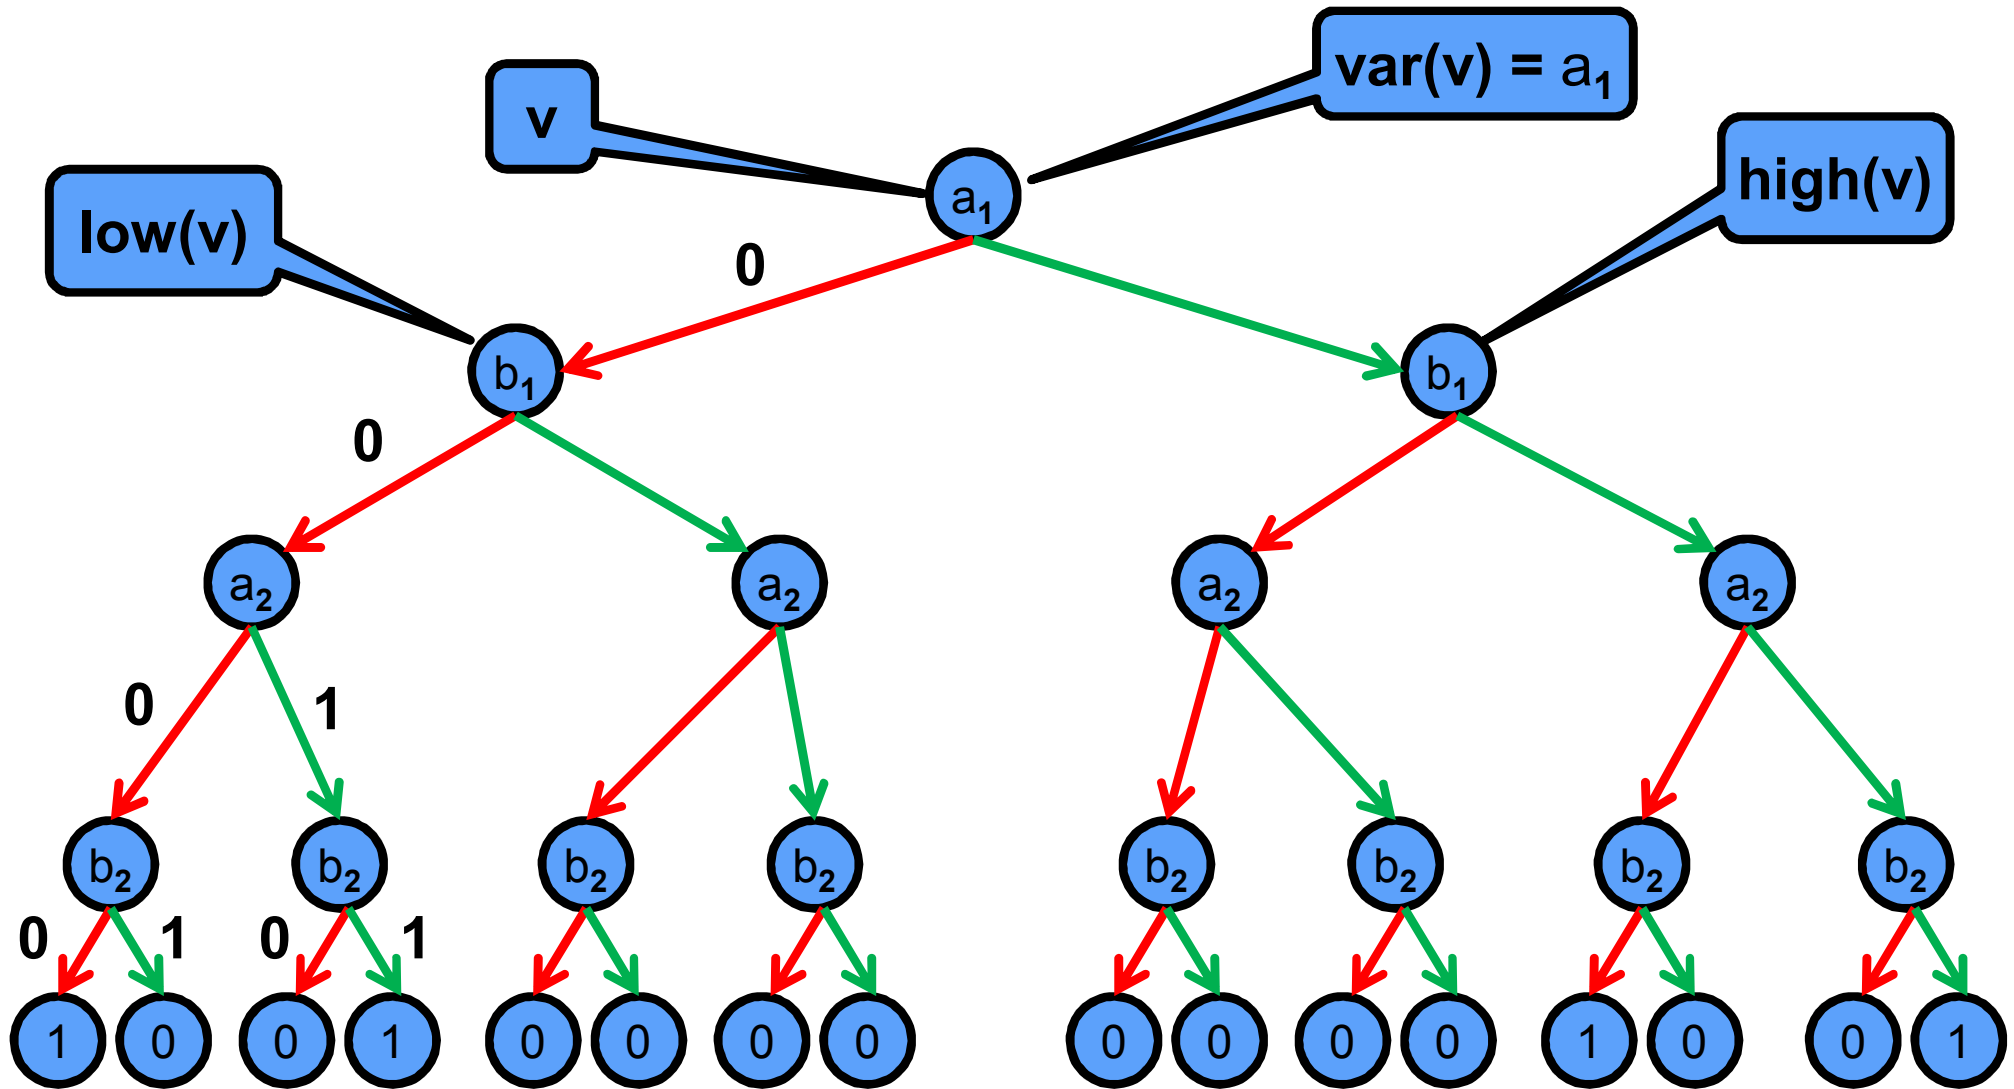 var(v) = a₁
v
high(v)
low(v)
a₁
0
b₁ b₁
0
a₂ a₂ a₂ a₂
0 1
b₂ b₂ b₂ b₂ b₂ b₂ b₂ b₂
0 1 0 1
1 0 0 1 0 0 0 0 0 0 0 0 1 0 0 1